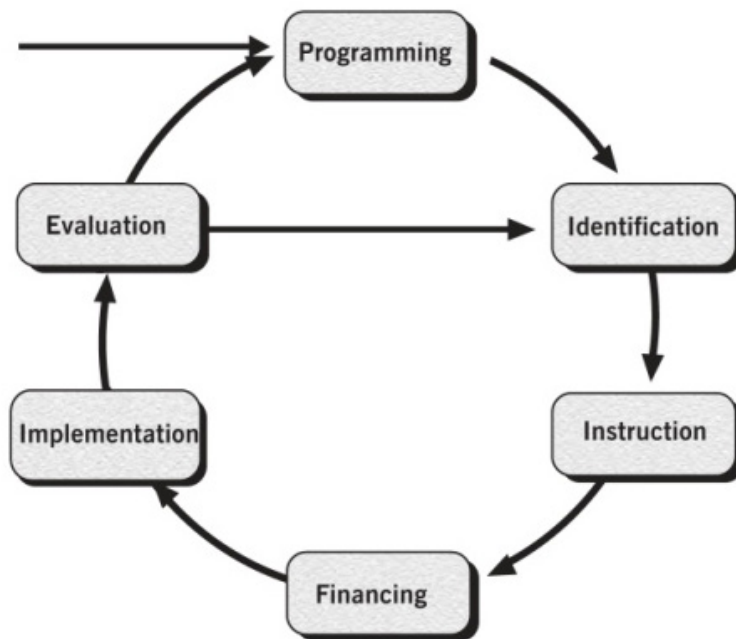 Programming
Evaluation
Identification
Implementation
Instruction
Financing